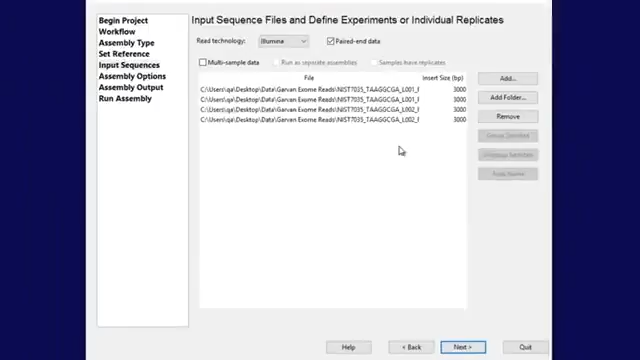 Begin Project
Workflow
Assembly Type
Set Reference
Input Sequences
Assembly Options
Assembly Output
Run Assembly
Input Sequence Files and Define Experiments or Individual Replicates
Read technology: Illumina Paired-end data
Multi-sample data Run as separate assemblies Samples have replicates
File Insert Size (bp)
C:\Users\qa\Desktop\Data\Garvan Exome Reads\NIST7035_TAAGGCGA_L001_F 3000
C:\Users\qa\Desktop\Data\Garvan Exome Reads\NIST7035_TAAGGCGA_L001_F 3000
C:\Users\qa\Desktop\Data\Garvan Exome Reads\NIST7035_TAAGGCGA_L002_F 3000
C:\Users\qa\Desktop\Data\Garvan Exome Reads\NIST7035_TAAGGCGA_L002_F 3000
Add...
Add Folder...
Remove
Help < Back Next > Quit